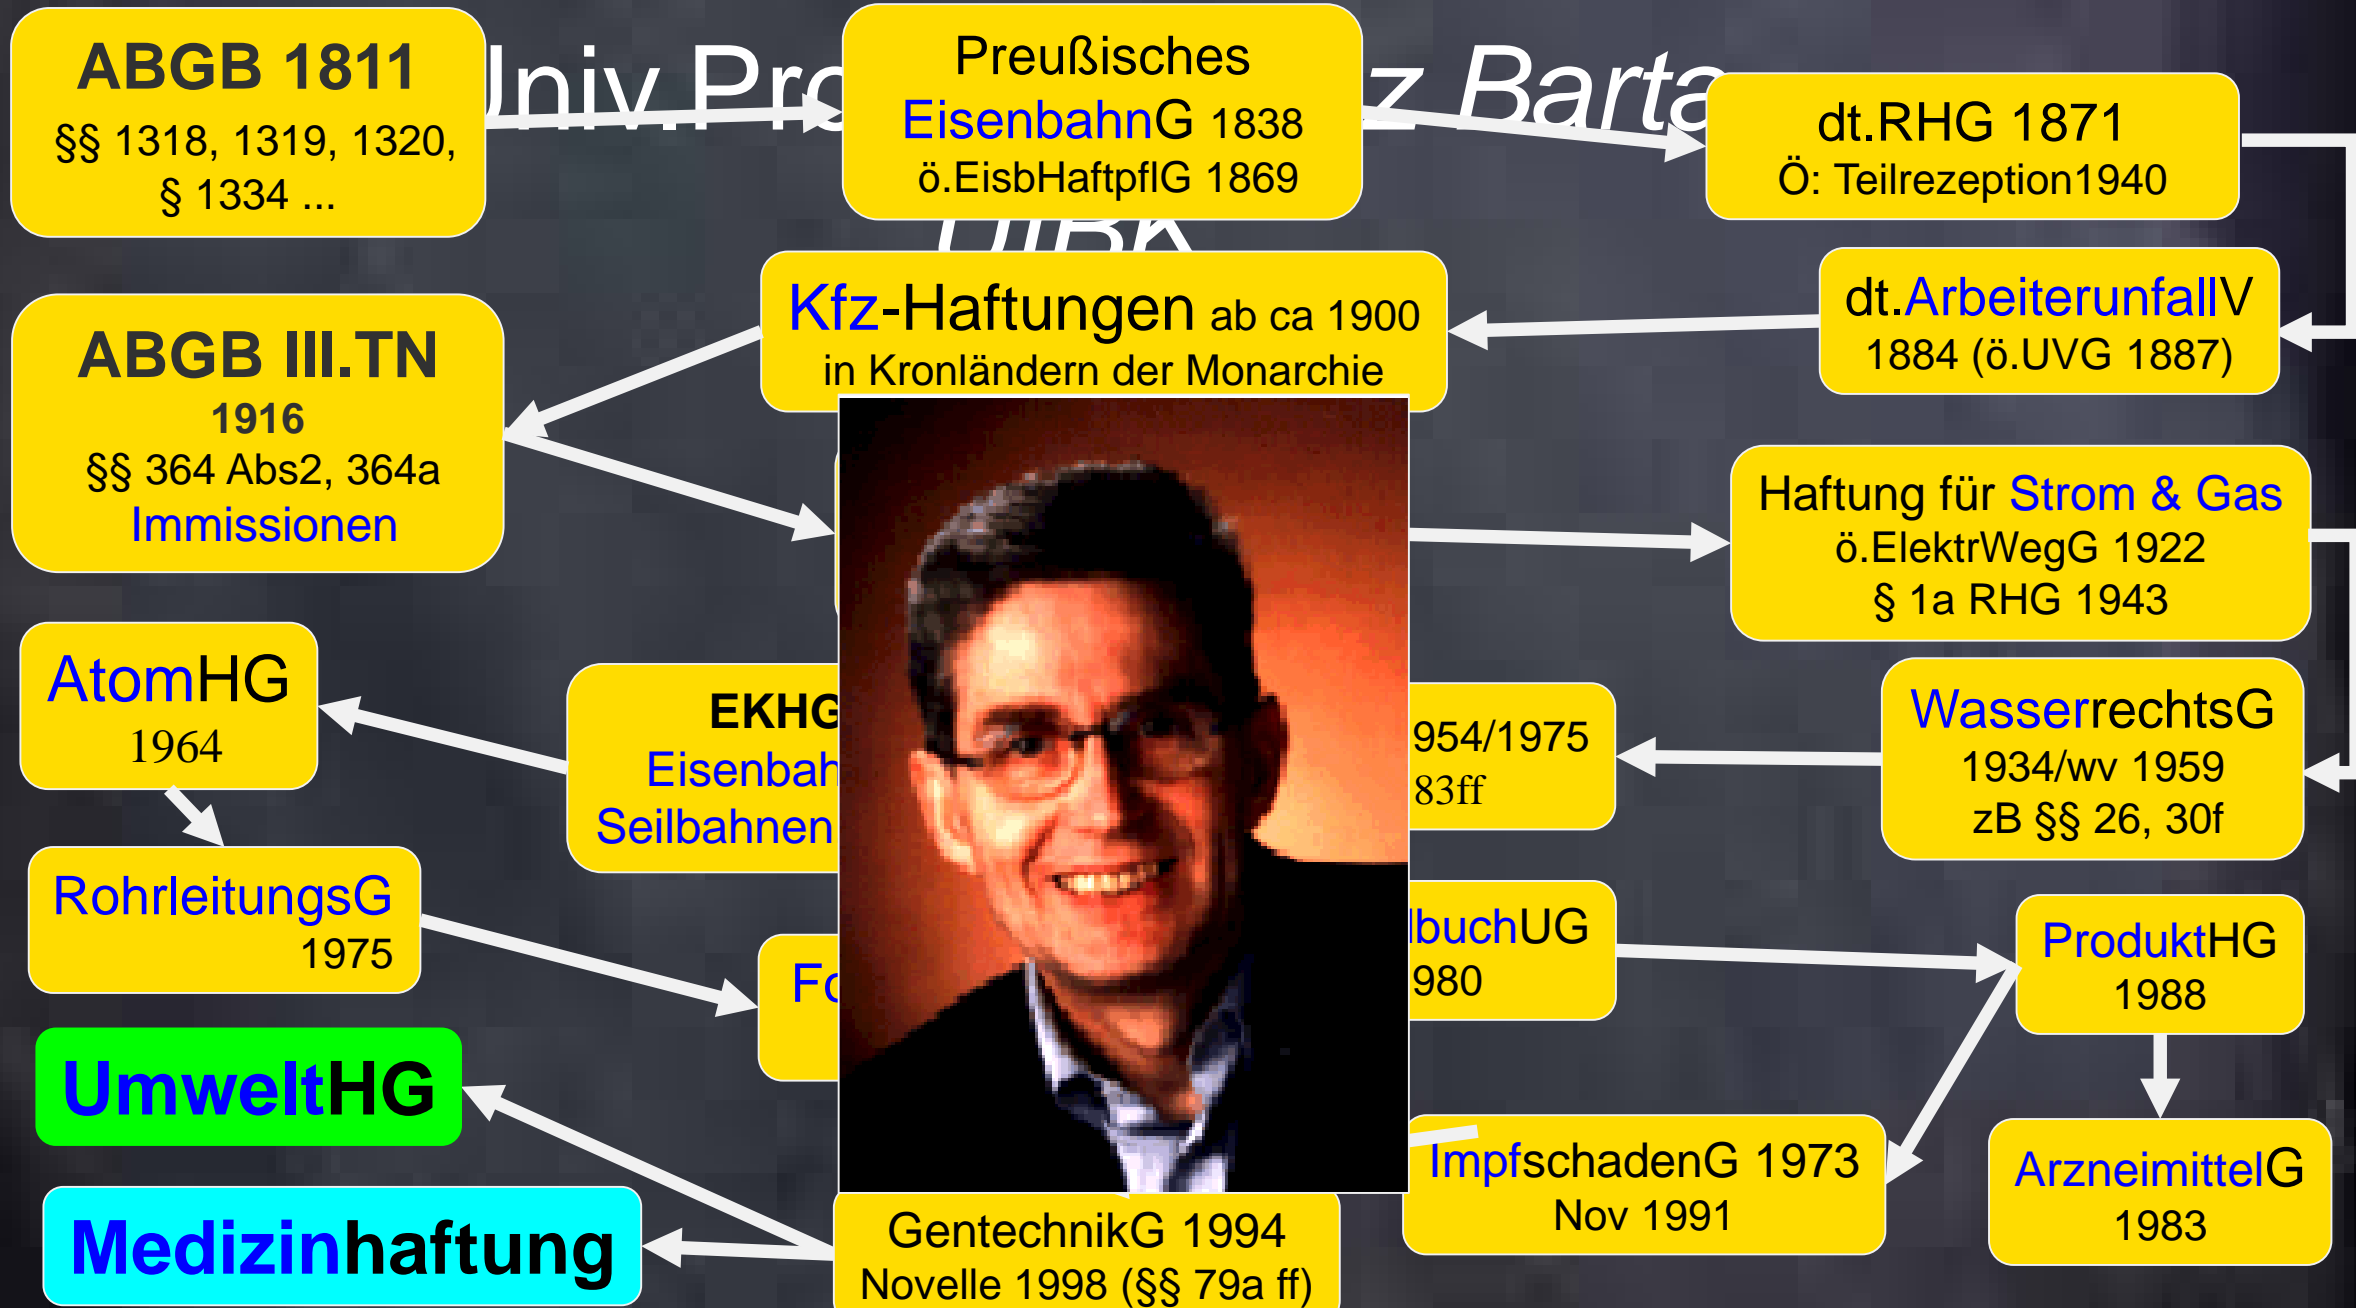 ABGB 1811
§§ 1318, 1319, 1320,
§ 1334 ...
Preußisches
EisenbahnG 1838
ö.EisbHaftpflG 1869
Barta
dt.RHG 1871
Ö: Teilrezeption1940
UIBK
ABGB III.TN
1916
§§ 364 Abs2, 364a
Immissionen
Kfz-Haftungen ab ca 1900
in Kronländern der Monarchie
dt.ArbeiterunfallV
1884 (ö.UVG 1887)
Haftung für Strom & Gas
ö.ElektrWegG 1922
§ 1a RHG 1943
AtomHG
1964
EKHG
Seilbahnen
954/1975
83ff
WasserrechtsG
1934/wv 1959
zB §§ 26, 30f
RohrleitungsG
1975
lbuchUG
980
ProduktHG
1988
UmweltHG
Medizinhaftung
GentechnikG 1994
Novelle 1998 (§§ 79a ff)
ImpfschadenG 1973
Nov 1991
ArzneimittelG
1983